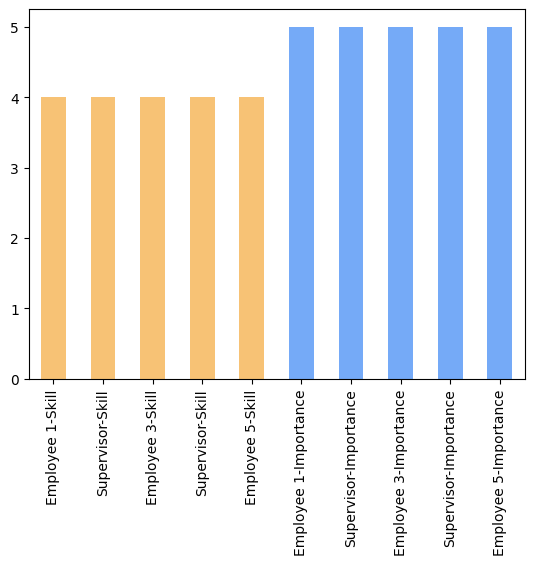 5
4
3
2
1
0
Employee 1-Skill
Supervisor-Skill
Employee 3-Skill
Supervisor-Skill
Employee 5-Skill
Employee 1-Importance
Supervisor-Importance
Employee 3-Importance
Supervisor-Importance
Employee 5-Importance